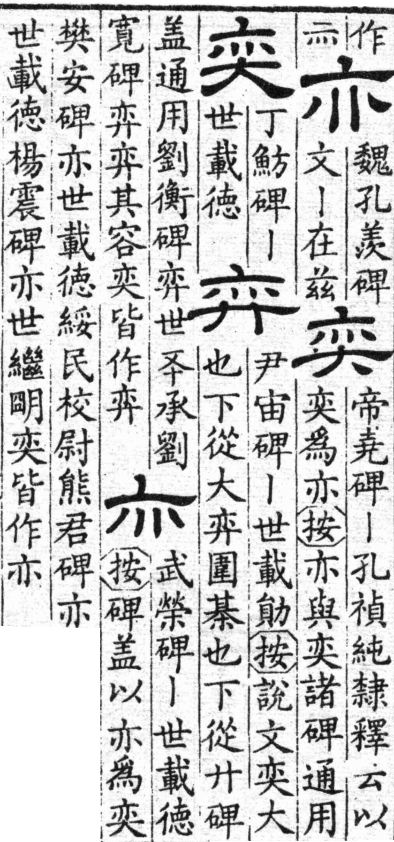 作
亦
魏孔羨碑
文丨在兹
奕
帝堯碑丨孔禎純隸釋云以
奕爲亦按亦與奕諸碑通用
奕
丁魴碑丨
世載德
弈
尹宙碑丨世載勛按說文奕大
也下從大弈圍棊也下從廾碑
盖通用劉衡碑弈世㔻承劉
寬碑弈弈其容奕皆作弈
亦
武榮碑丨世載德
按碑盖以亦爲奕
樊安碑亦世載德綏民校尉熊君碑亦
世載德楊震碑亦世繼眀奕皆作亦